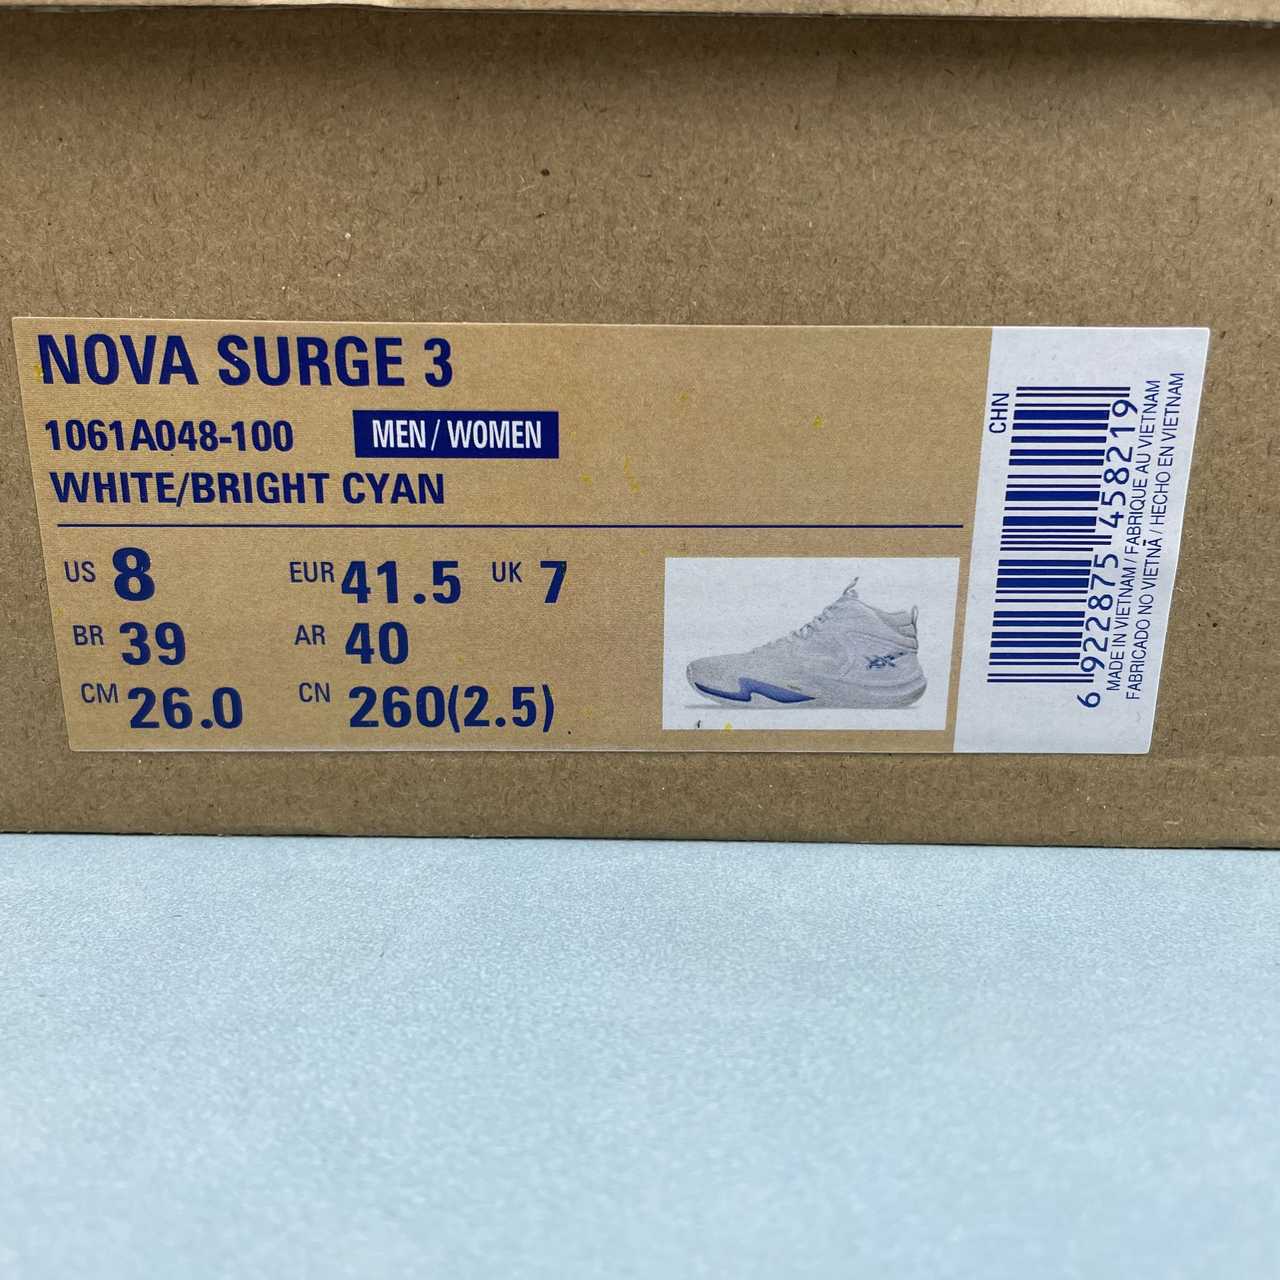 NOVA SURGE 3
1061A048-100 MEN / WOMEN
WHITE/BRIGHT CYAN
US 8 EUR 41.5 UK 7
BR 39 AR 40
CM 26.0 CN 260(2.5)
CHN
6 922875 458219
MADE IN VIETNAM / FABRIQUE AU VIETNAM
FABRICADO NO VIETNÃ / HECHO EN VIETNAM